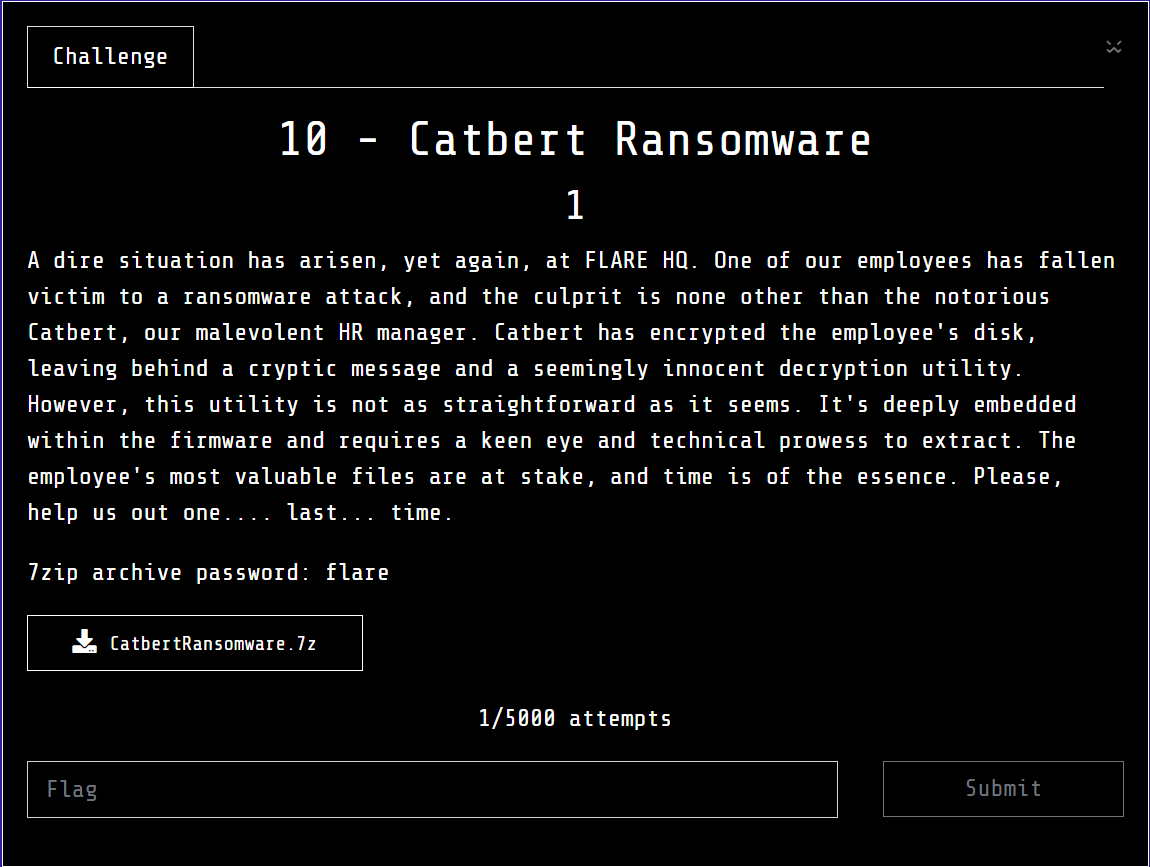 Challenge
10 - Catbert Ransomware
1
A dire situation has arisen, yet again, at FLARE HQ. One of our employees has fallen
victim to a ransomware attack, and the culprit is none other than the notorious
Catbert, our malevolent HR manager. Catbert has encrypted the employee's disk,
leaving behind a cryptic message and a seemingly innocent decryption utility.
However, this utility is not as straightforward as it seems. It's deeply embedded
within the firmware and requires a keen eye and technical prowess to extract. The
employee's most valuable files are at stake, and time is of the essence. Please,
help us out one.... last... time.
7zip archive password: flare
CatbertRansomware.7z
1/5000 attempts
Flag
Submit